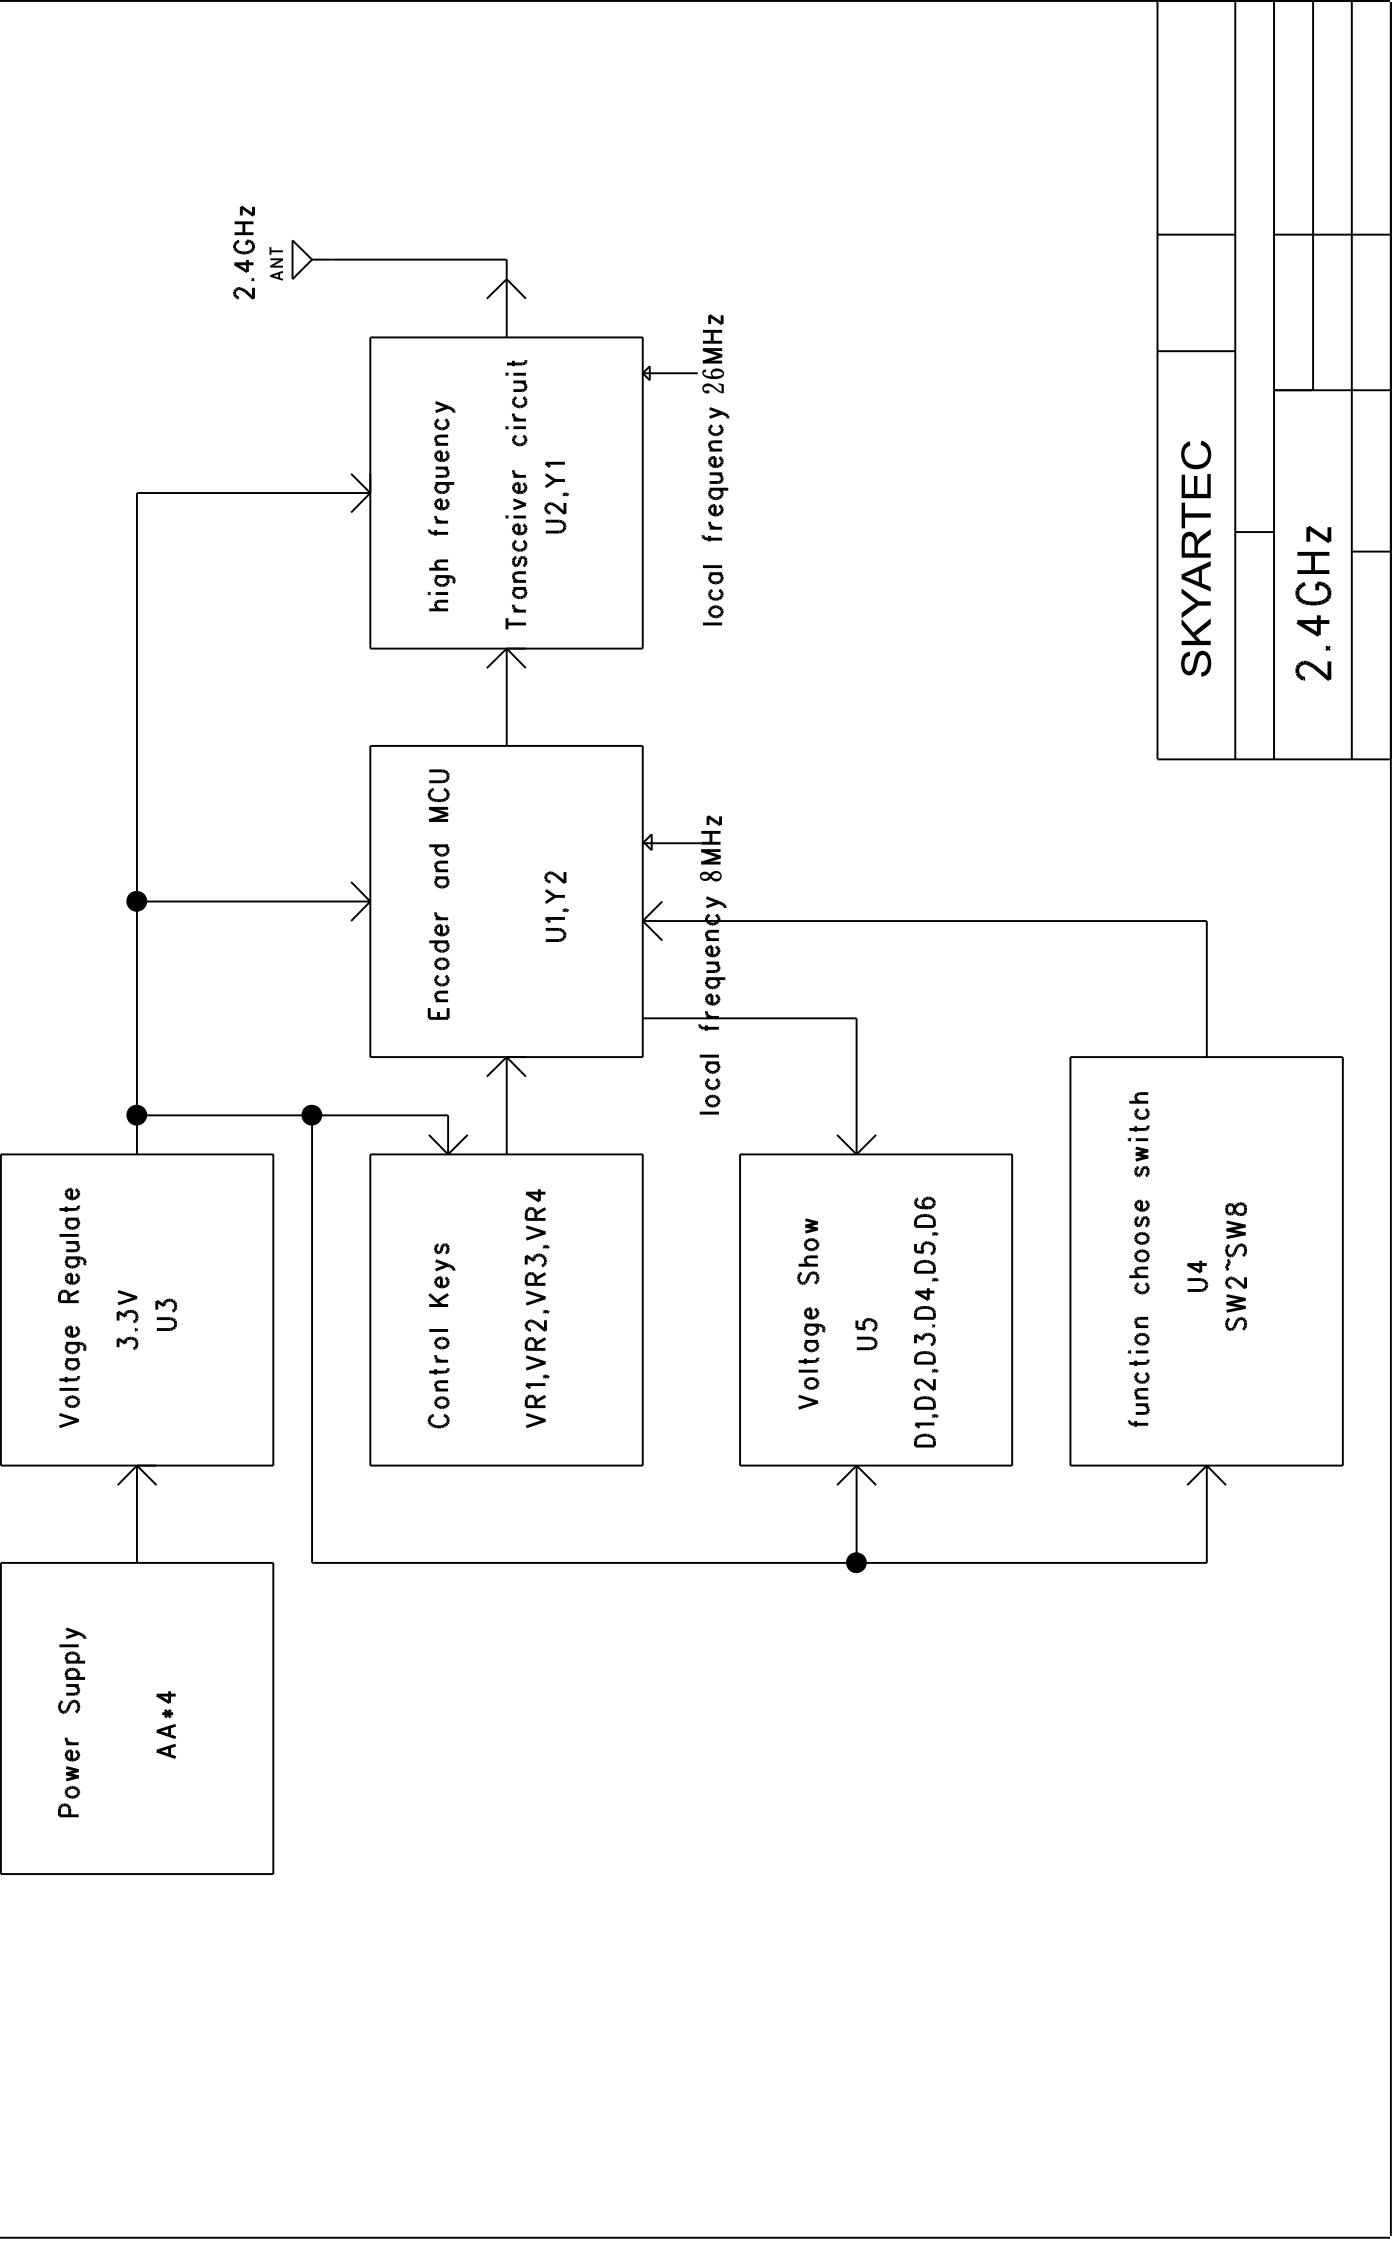 Power Supply
AA*4
Voltage Regulate
3.3V
U3
2.4GHz
ANT
Control Keys
VR1,VR2,VR3,VR4
Encoder and MCU
U1,Y2
high frequency
Transceiver circuit
U2,Y1
local frequency 8MHz
local frequency 26MHz
Voltage Show
U5
D1,D2,D3.D4,D5,D6
function choose switch
U4
SW2~SW8
SKYARTEC
2.4GHz